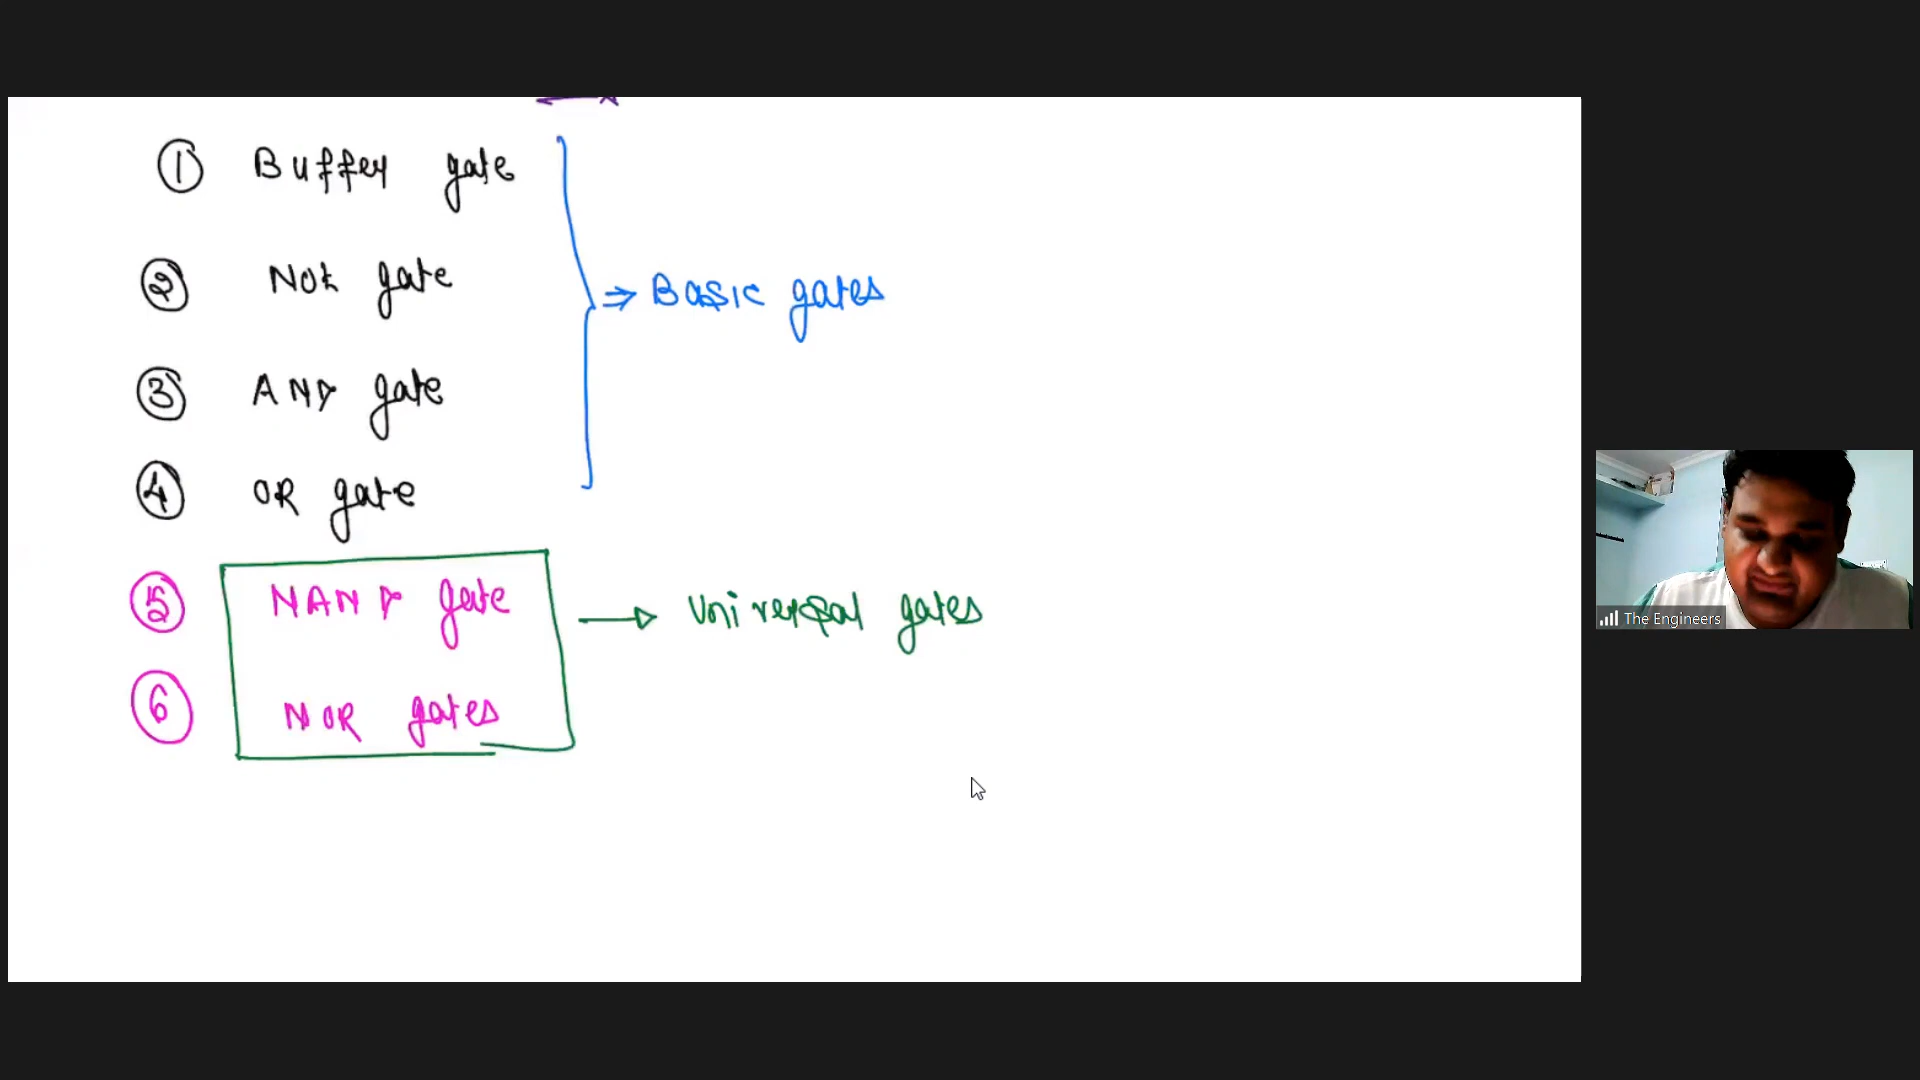 ① Buffer gate
② NOt gate
⇒ Basic gates
③ AND gate
④ OR gate
⑤ NAND gate
→ Universal gates
⑥ NOR gates
The Engineers